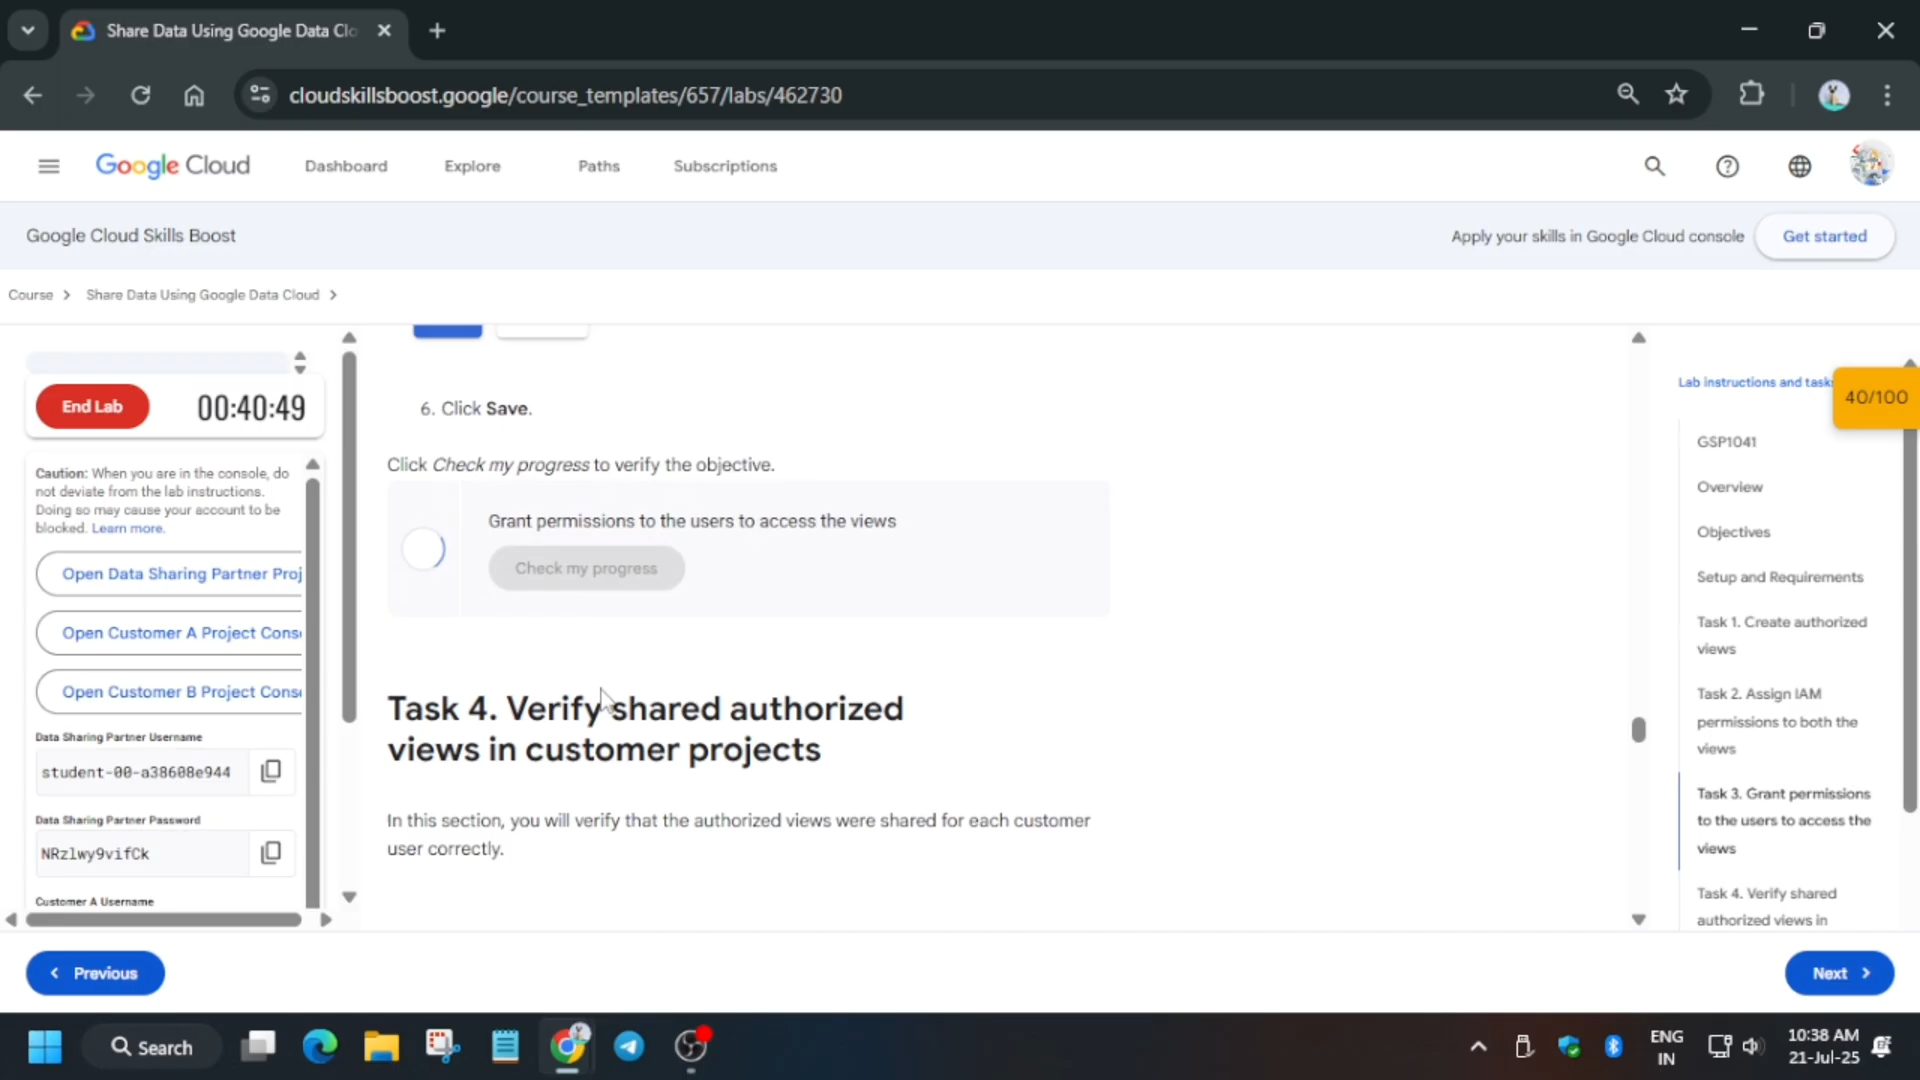 Share Data Using Google Data Clo
cloudskillsboost.google/course_templates/657/labs/462730
Google Cloud
Dashboard
Explore
Paths
Subscriptions
Google Cloud Skills Boost
Apply your skills in Google Cloud console
Get started
Course
Share Data Using Google Data Cloud
End Lab
00:40:49
Caution: When you are in the console, do
not deviate from the lab instructions.
Doing so may cause your account to be
blocked. Learn more.
Open Data Sharing Partner Proj
Open Customer A Project Conso
Open Customer B Project Conso
Data Sharing Partner Username
student-00-a38608e944
Data Sharing Partner Password
NRzlwy9vifCk
Customer A Username
6. Click Save.
Click Check my progress to verify the objective.
Grant permissions to the users to access the views
Check my progress
Task 4. Verify shared authorized
views in customer projects
In this section, you will verify that the authorized views were shared for each customer
user correctly.
Lab instructions and tasks
40/100
GSP1041
Overview
Objectives
Setup and Requirements
Task 1. Create authorized
views
Task 2. Assign IAM
permissions to both the
views
Task 3. Grant permissions
to the users to access the
views
Task 4. Verify shared
authorized views in
Previous
Next
Search
ENG
IN
10:38 AM
21-Jul-25